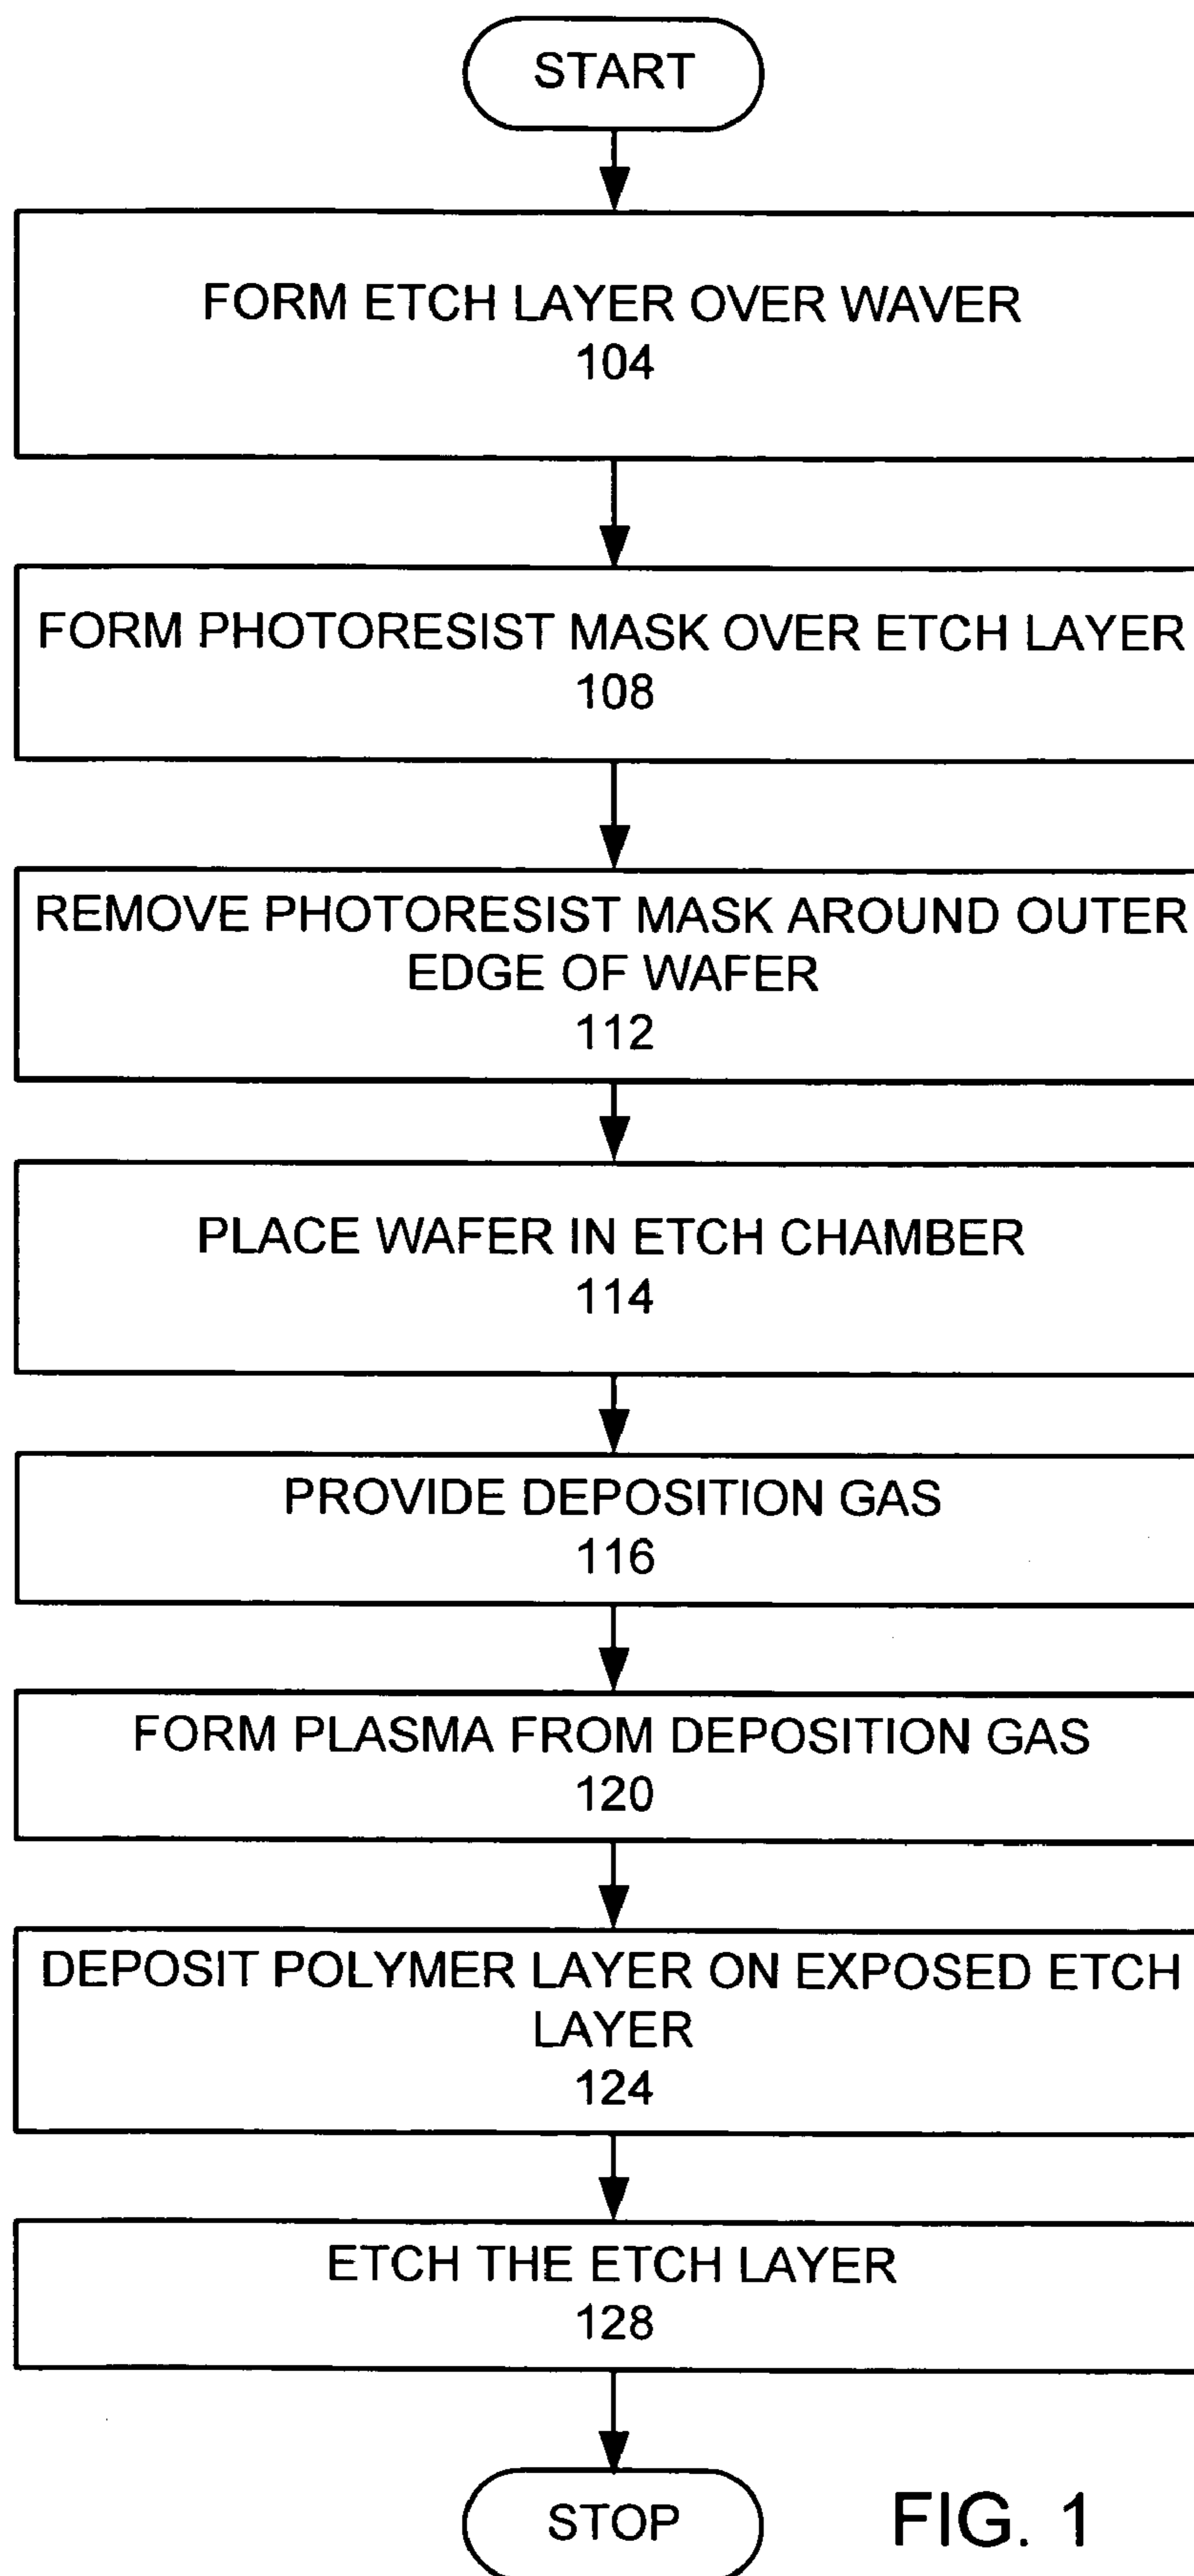 START
FORM ETCH LAYER OVER WAVER
104
FORM PHOTORESIST MASK OVER ETCH LAYER
108
REMOVE PHOTORESIST MASK AROUND OUTER
EDGE OF WAFER
112
PLACE WAFER IN ETCH CHAMBER
114
PROVIDE DEPOSITION GAS
116
FORM PLASMA FROM DEPOSITION GAS
120
DEPOSIT POLYMER LAYER ON EXPOSED ETCH
LAYER
124
ETCH THE ETCH LAYER
128
STOP
FIG. 1